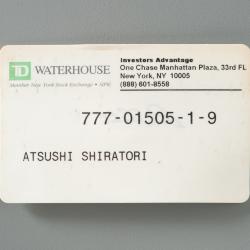 TD WATERHOUSE
Member New York Stock Exchange • SIPC
Investors Advantage
One Chase Manhattan Plaza, 33rd FL
New York, NY 10005
(888) 601-8558
777-01505-1-9
ATSUSHI SHIRATORI